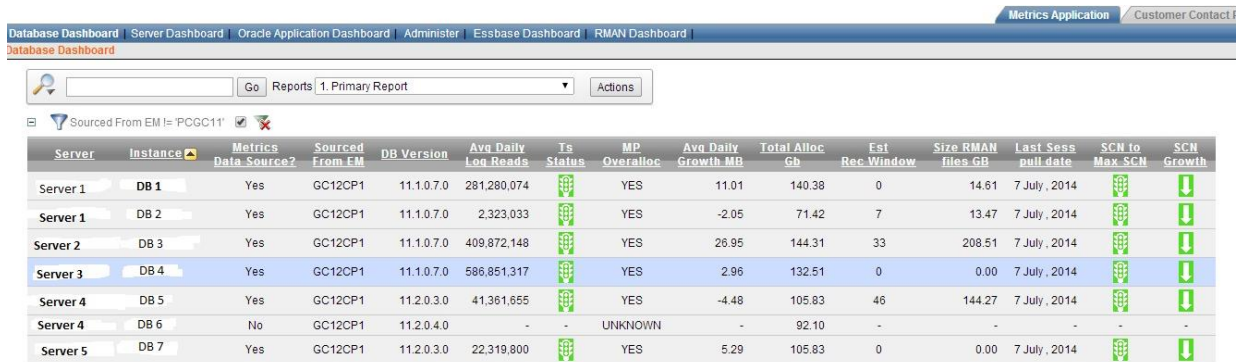 Metrics Application Customer Contact
Database Dashboard | Server Dashboard | Oracle Application Dashboard | Administer | Essbase Dashboard | RMAN Dashboard |
Database Dashboard
Go Reports 1. Primary Report Actions
Sourced From EM != 'PCGC11'
Server Instance Metrics Data Source? Sourced From EM DB Version Avg Daily Log Reads Ts Status MP Overalloc Avg Daily Growth MB Total Alloc Gb Est Rec Window Size RMAN files GB Last Sess pull date SCN to Max SCN SCN Growth
Server 1 DB 1 Yes GC12CP1 11.1.0.7.0 281,280,074 YES 11.01 140.38 0 14.61 7 July , 2014
Server 1 DB 2 Yes GC12CP1 11.1.0.7.0 2,323,033 YES -2.05 71.42 7 13.47 7 July , 2014
Server 2 DB 3 Yes GC12CP1 11.1.0.7.0 409,872,148 YES 26.95 144.31 33 208.51 7 July , 2014
Server 3 DB 4 Yes GC12CP1 11.1.0.7.0 586,851,317 YES 2.96 132.51 0 0.00 7 July , 2014
Server 4 DB 5 Yes GC12CP1 11.2.0.3.0 41,361,655 YES -4.48 105.83 46 144.27 7 July , 2014
Server 4 DB 6 No GC12CP1 11.2.0.4.0 - - UNKNOWN - 92.10 - - - - -
Server 5 DB 7 Yes GC12CP1 11.2.0.3.0 22,319,800 YES 5.29 105.83 0 0.00 7 July , 2014